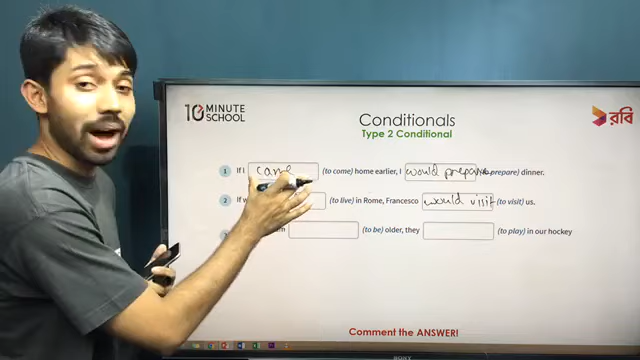 10 MINUTE SCHOOL
রবি
Conditionals
Type 2 Conditional
1 If I came (to come) home earlier, I would prepare prepare) dinner.
2 If w (to live) in Rome, Francesco would visit (to visit) us.
(to be) older, they (to play) in our hockey
Comment the ANSWER!
SONY